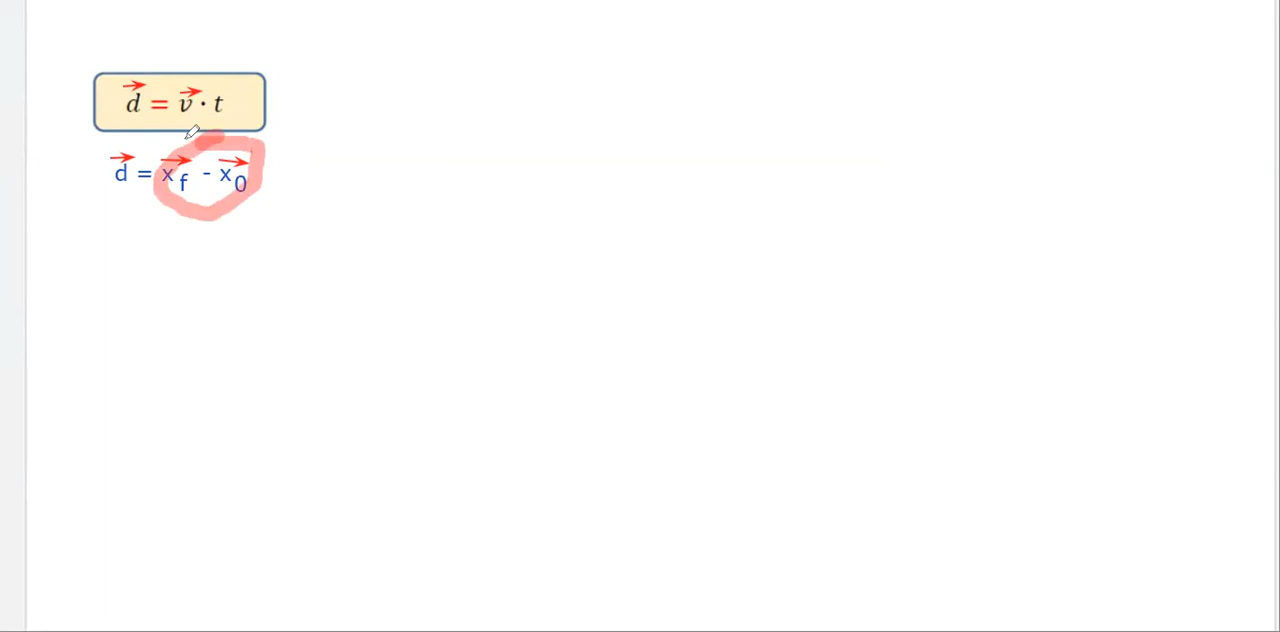 d⃗ = v⃗ · t
d⃗ = x⃗f - x⃗0